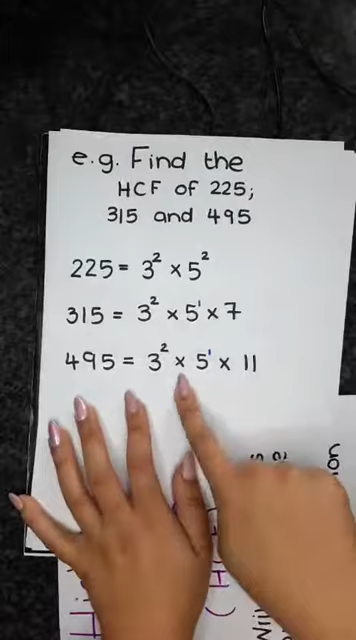 e.g. Find the
HCF of 225;
315 and 495
225 = 3² × 5²
315 = 3² × 5¹ × 7
495 = 3² × 5¹ × 11